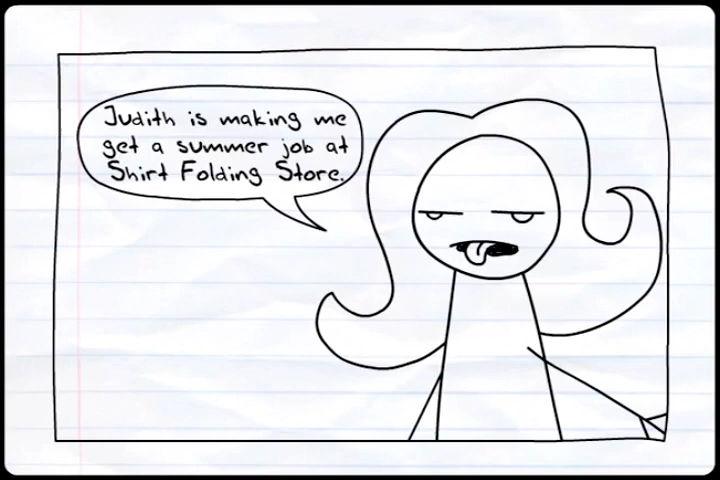 Judith is making me
get a summer job at
Shirt Folding Store.